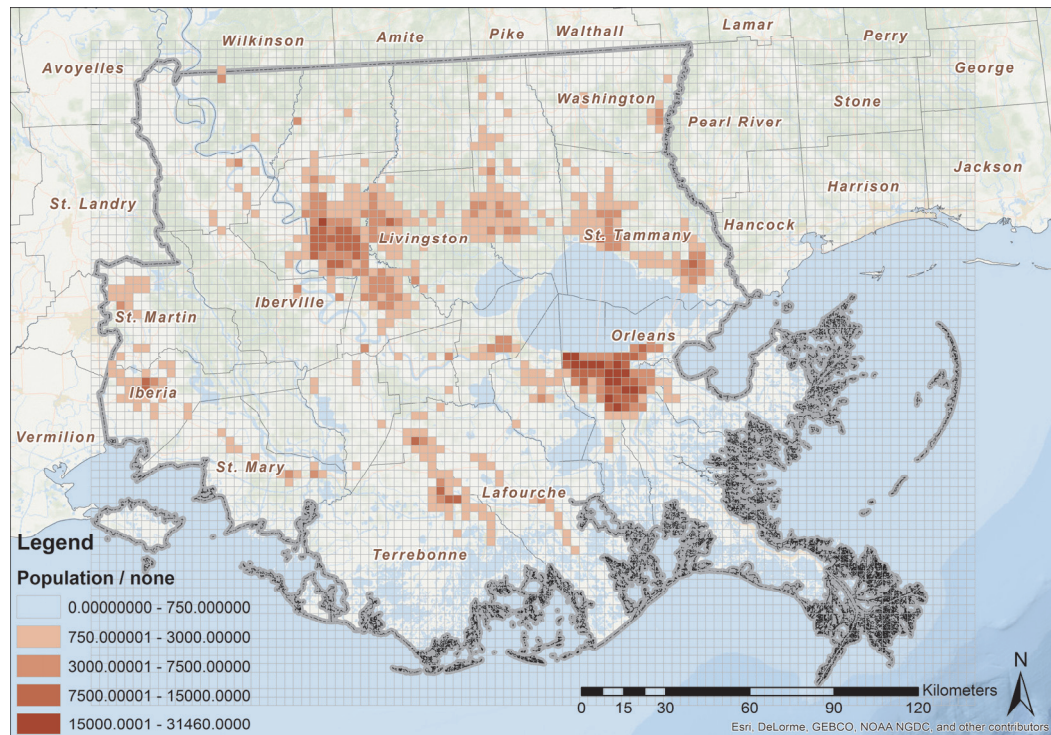 Wilkinson
Amite
Pike
Walthall
Lamar
Perry
Avoyelles
George
Washington
Stone
Pearl River
Jackson
St. Landry
Harrison
Hancock
Livingston
St. Tammany
Iberville
St. Martin
Orleans
Iberia
Vermilion
St. Mary
Lafourche
Terrebonne
Legend
Population / none
0.00000000 - 750.000000
750.000001 - 3000.00000
3000.00001 - 7500.00000
7500.00001 - 15000.0000
15000.0001 - 31460.0000
N
Kilometers
0 15 30 60 90 120
Esri, DeLorme, GEBCO, NOAA NGDC, and other contributors